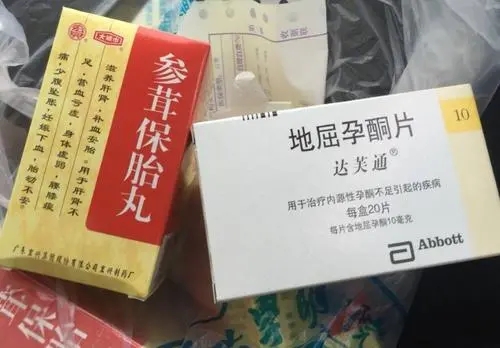 参茸保胎丸
滋养肝肾，补血安胎。用于肝肾不
足，营血亏虚，身体虚弱，腰膝痠
痛，少腹坠胀，妊娠下血，胎动不安。
地屈孕酮片
10
达芙通®
用于治疗内源性孕酮不足引起的疾病
每盒20片
每片含地屈孕酮10毫克
Abbott
茸保